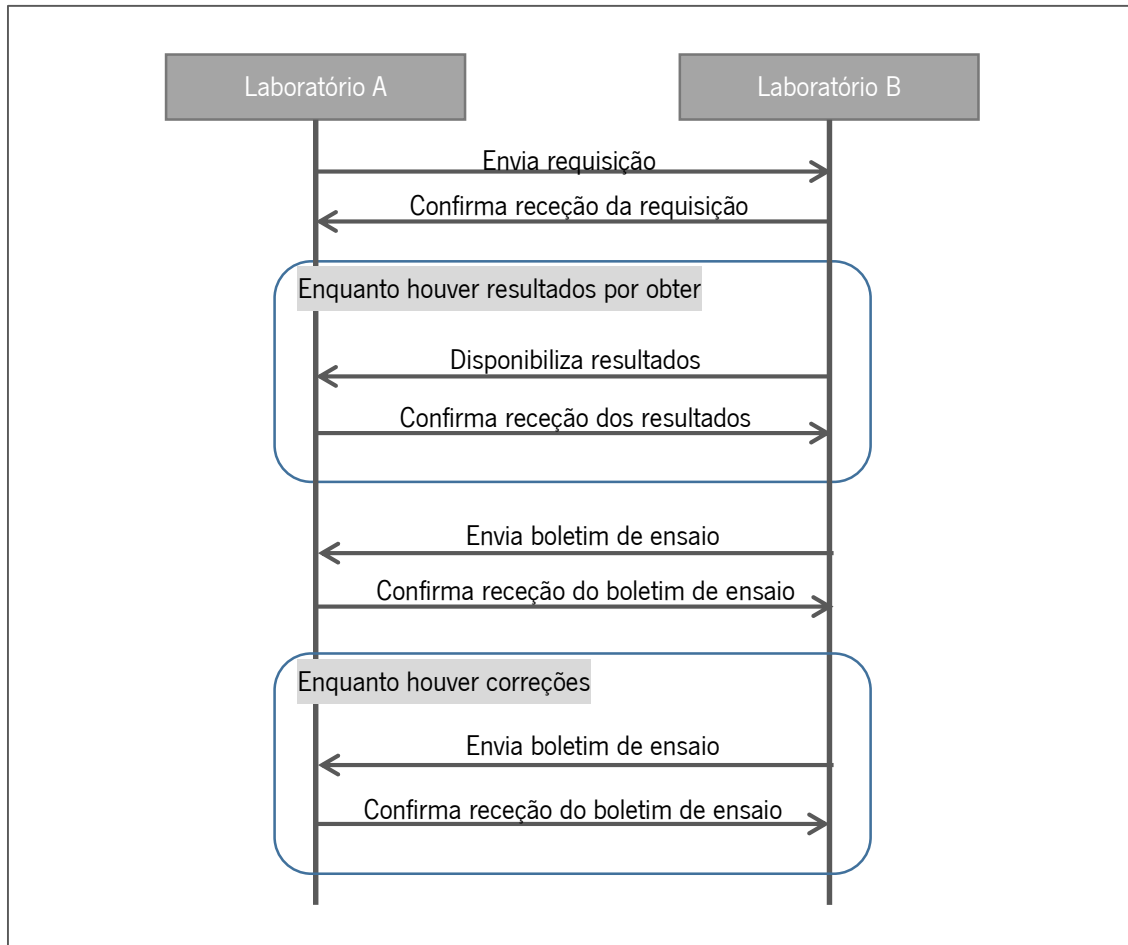 Laboratório A
Laboratório B
Envia requisição
Confirma receção da requisição
Enquanto houver resultados por obter
Disponibiliza resultados
Confirma receção dos resultados
Envia boletim de ensaio
Confirma receção do boletim de ensaio
Enquanto houver correções
Envia boletim de ensaio
Confirma receção do boletim de ensaio